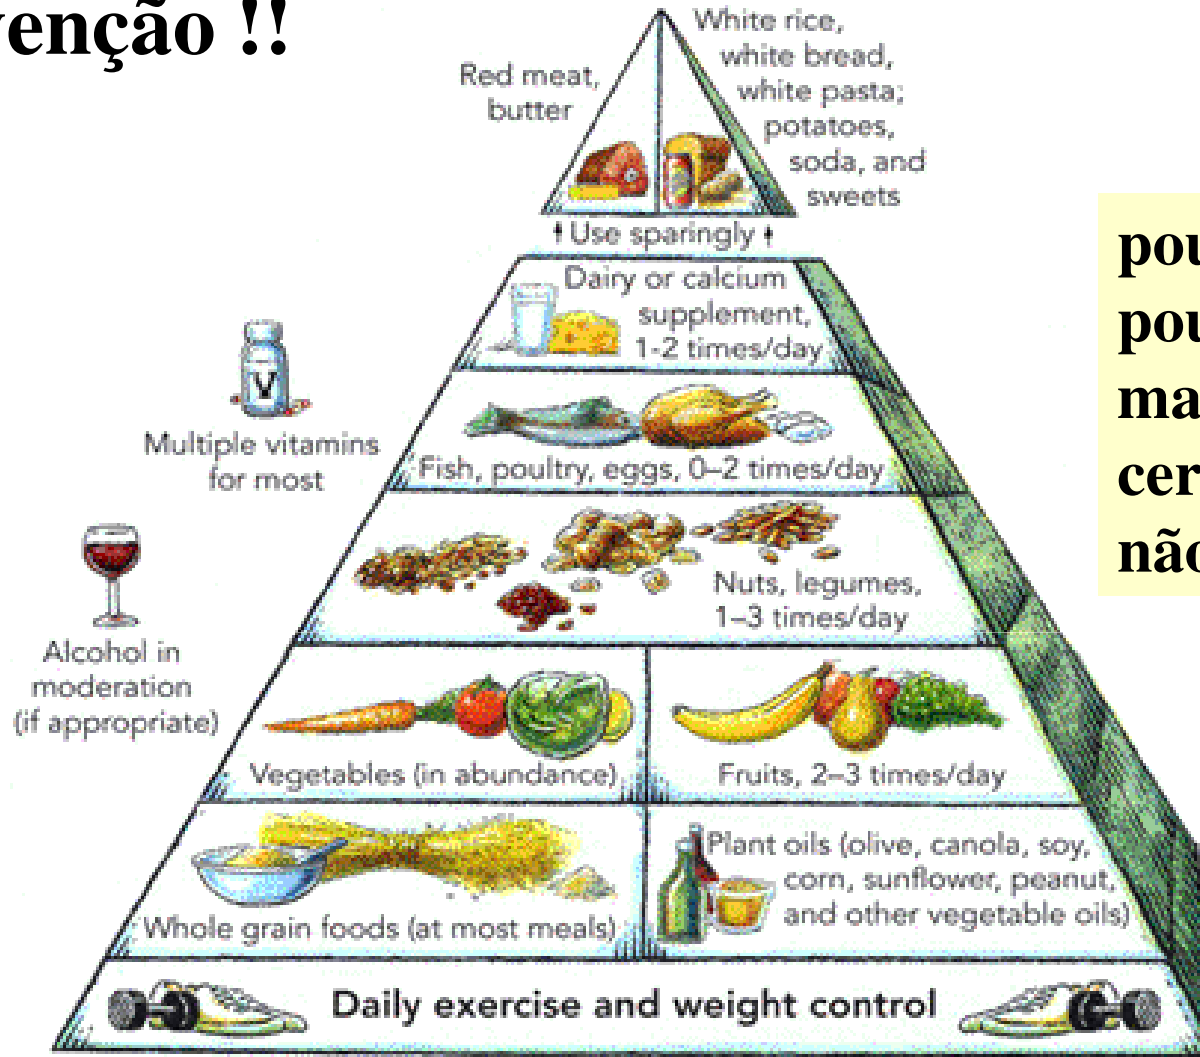 venção !!
White rice,
white bread,
white pasta;
potatoes,
soda, and
sweets
Red meat,
butter
Use sparingly
Dairy or calcium
supplement,
1-2 times/day
Multiple vitamins
for most
V
Fish, poultry, eggs, 0–2 times/day
Nuts, legumes,
1–3 times/day
Alcohol in
moderation
(if appropriate)
Vegetables (in abundance)
Fruits, 2–3 times/day
Whole grain foods (at most meals)
Plant oils (olive, canola, soy,
corn, sunflower, peanut,
and other vegetable oils)
Daily exercise and weight control
pou
pou
ma
cer
não